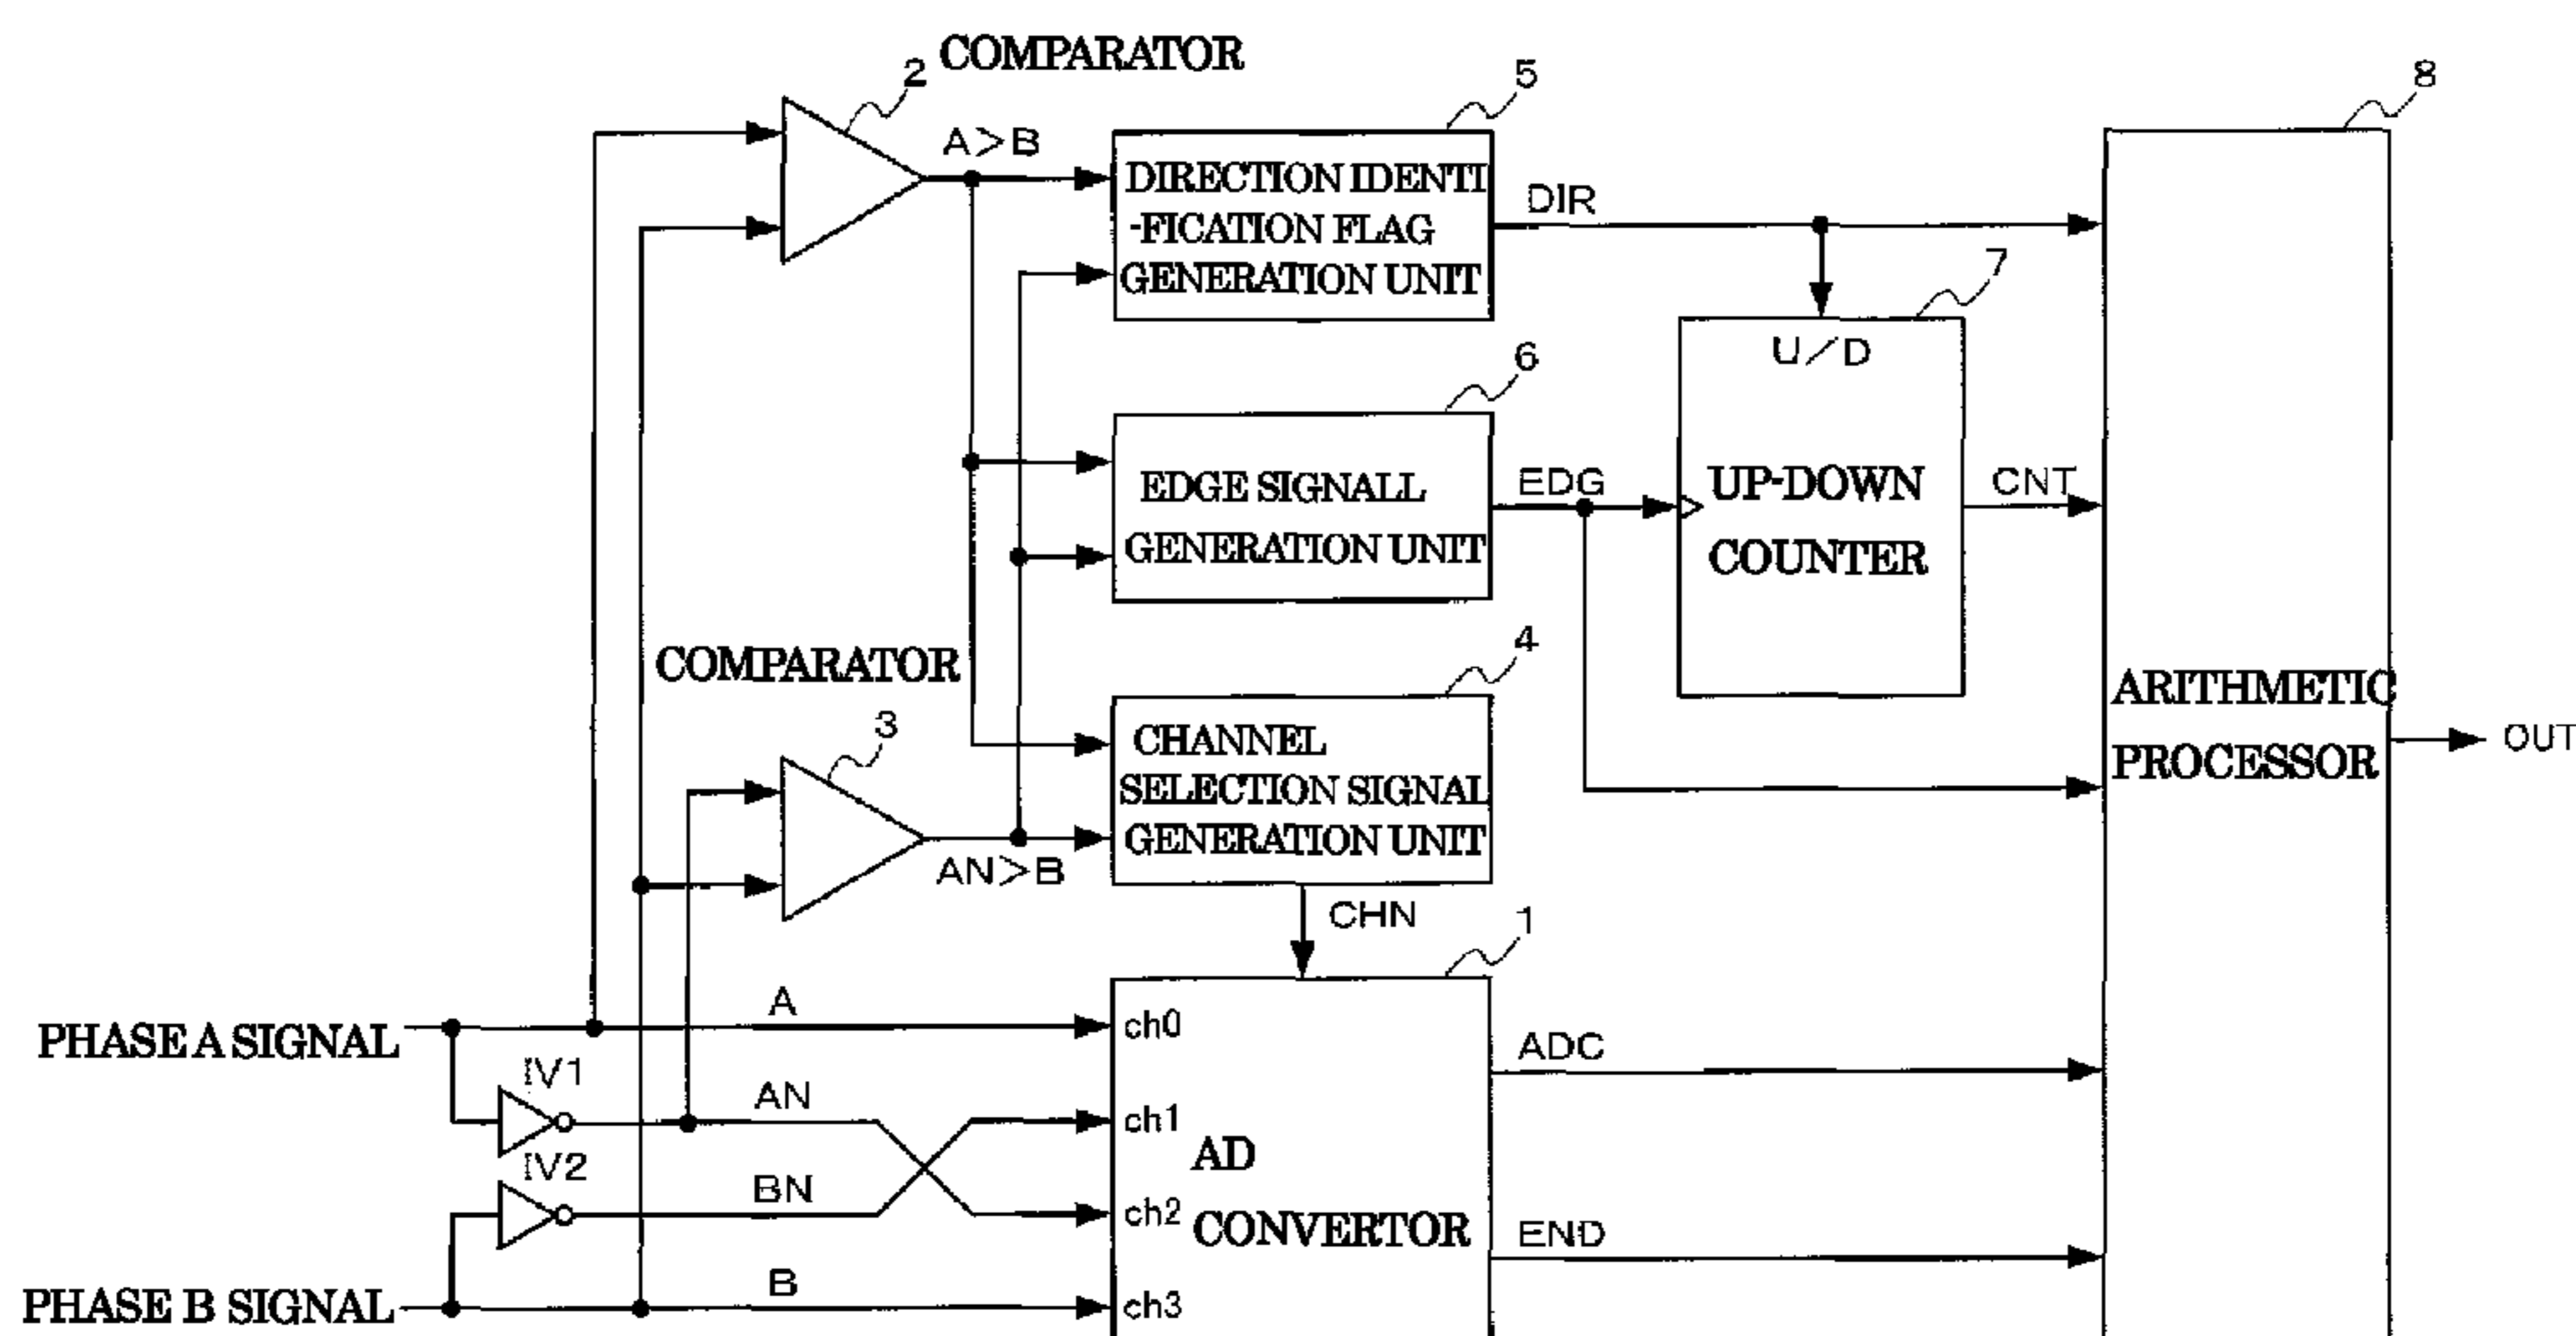 COMPARATOR
2
5
8
A>B
DIRECTION IDENTI
-FICATION FLAG
GENERATION UNIT
DIR
7
U/D
UP-DOWN
COUNTER
CNT
6
EDGE SIGNALL
GENERATION UNIT
EDG
COMPARATOR
3
AN>B
4
CHANNEL
SELECTION SIGNAL
GENERATION UNIT
CHN
ARITHMETIC
PROCESSOR
OUT
1
PHASE A SIGNAL
A
ch0
ADC
IV1
AN
ch1
AD
CONVERTOR
IV2
BN
ch2
END
PHASE B SIGNAL
B
ch3